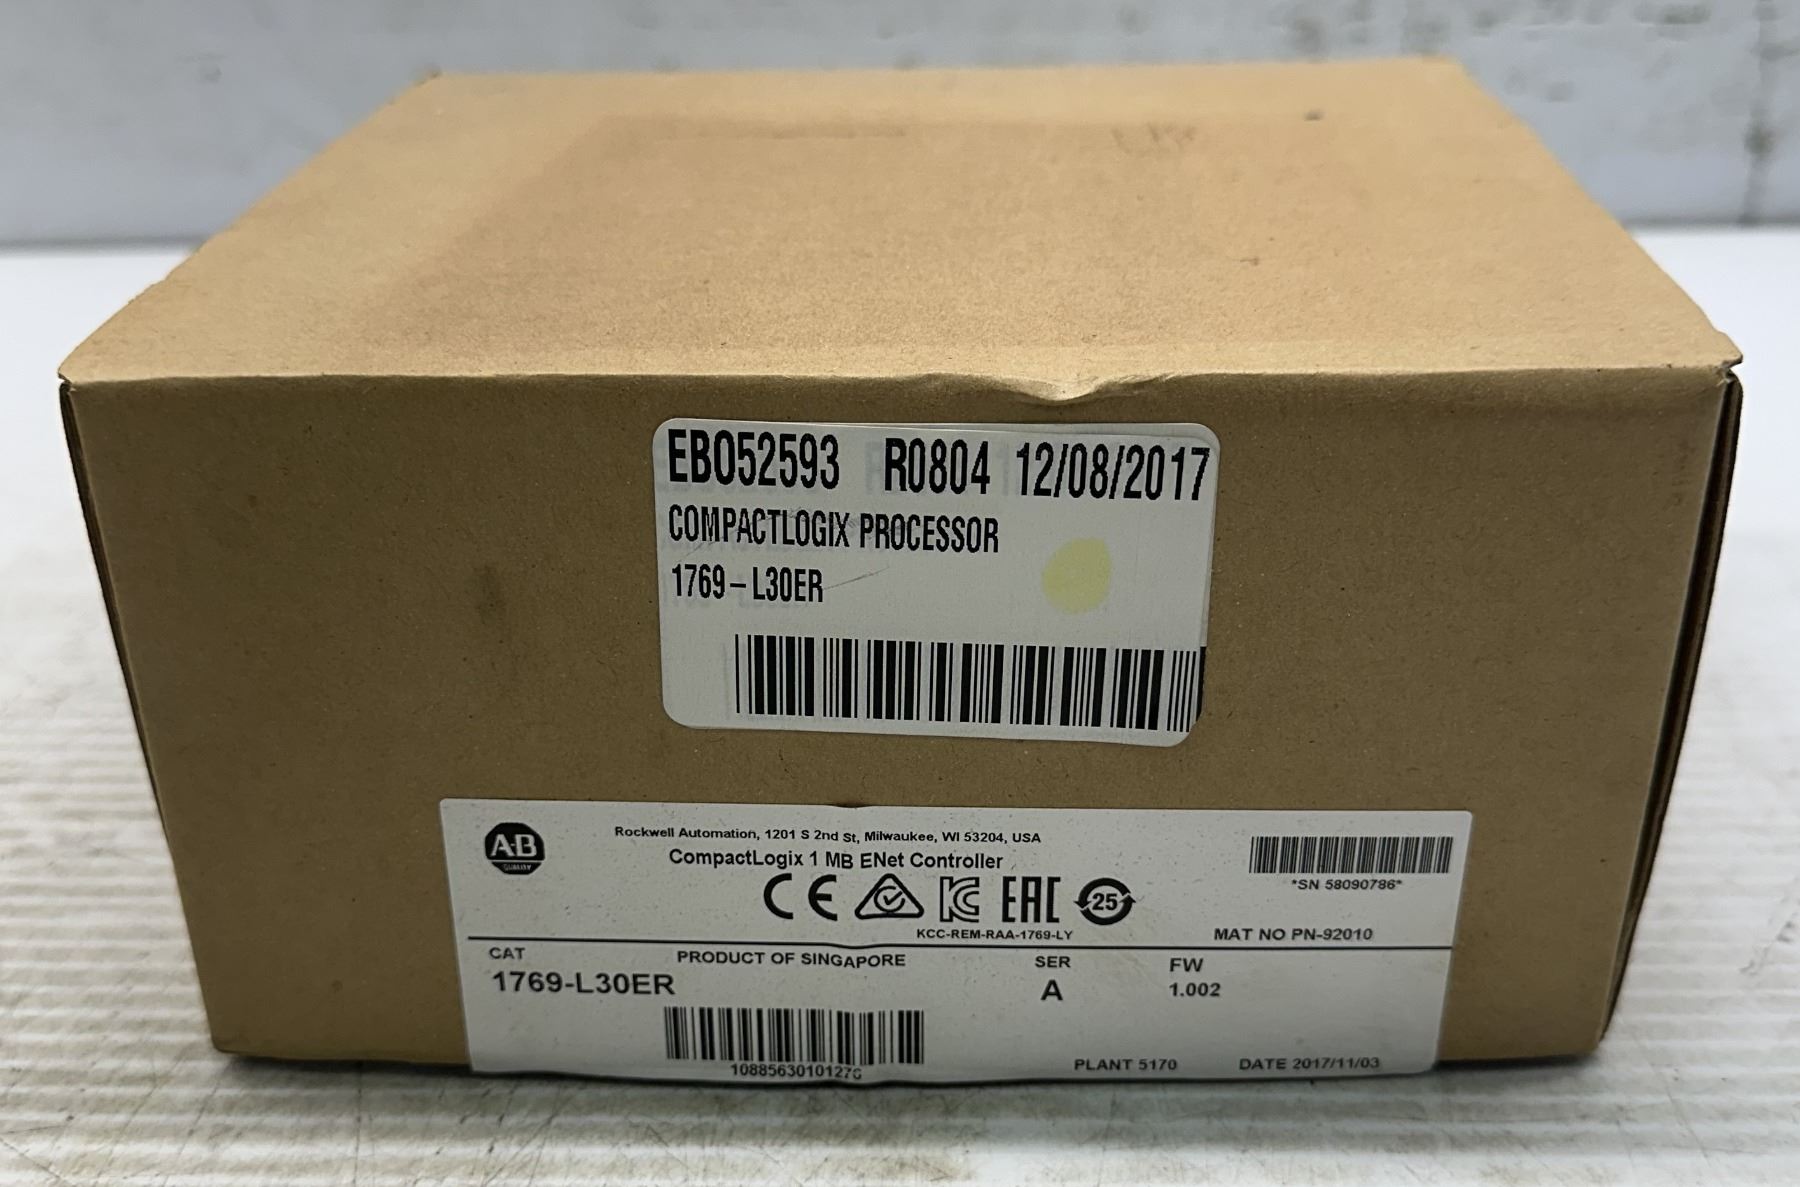 EB052593 R0804 12/08/2017
COMPACTLOGIX PROCESSOR
1769-L30ER
A-B
QUALITY
Rockwell Automation, 1201 S 2nd St, Milwaukee, WI 53204, USA
CompactLogix 1 MB ENet Controller
CE KC EAC 25
KCC-REM-RAA-1769-LY
*SN 58090786*
MAT NO PN-92010
CAT PRODUCT OF SINGAPORE SER FW
1769-L30ER A 1.002
PLANT 5170 DATE 2017/11/03